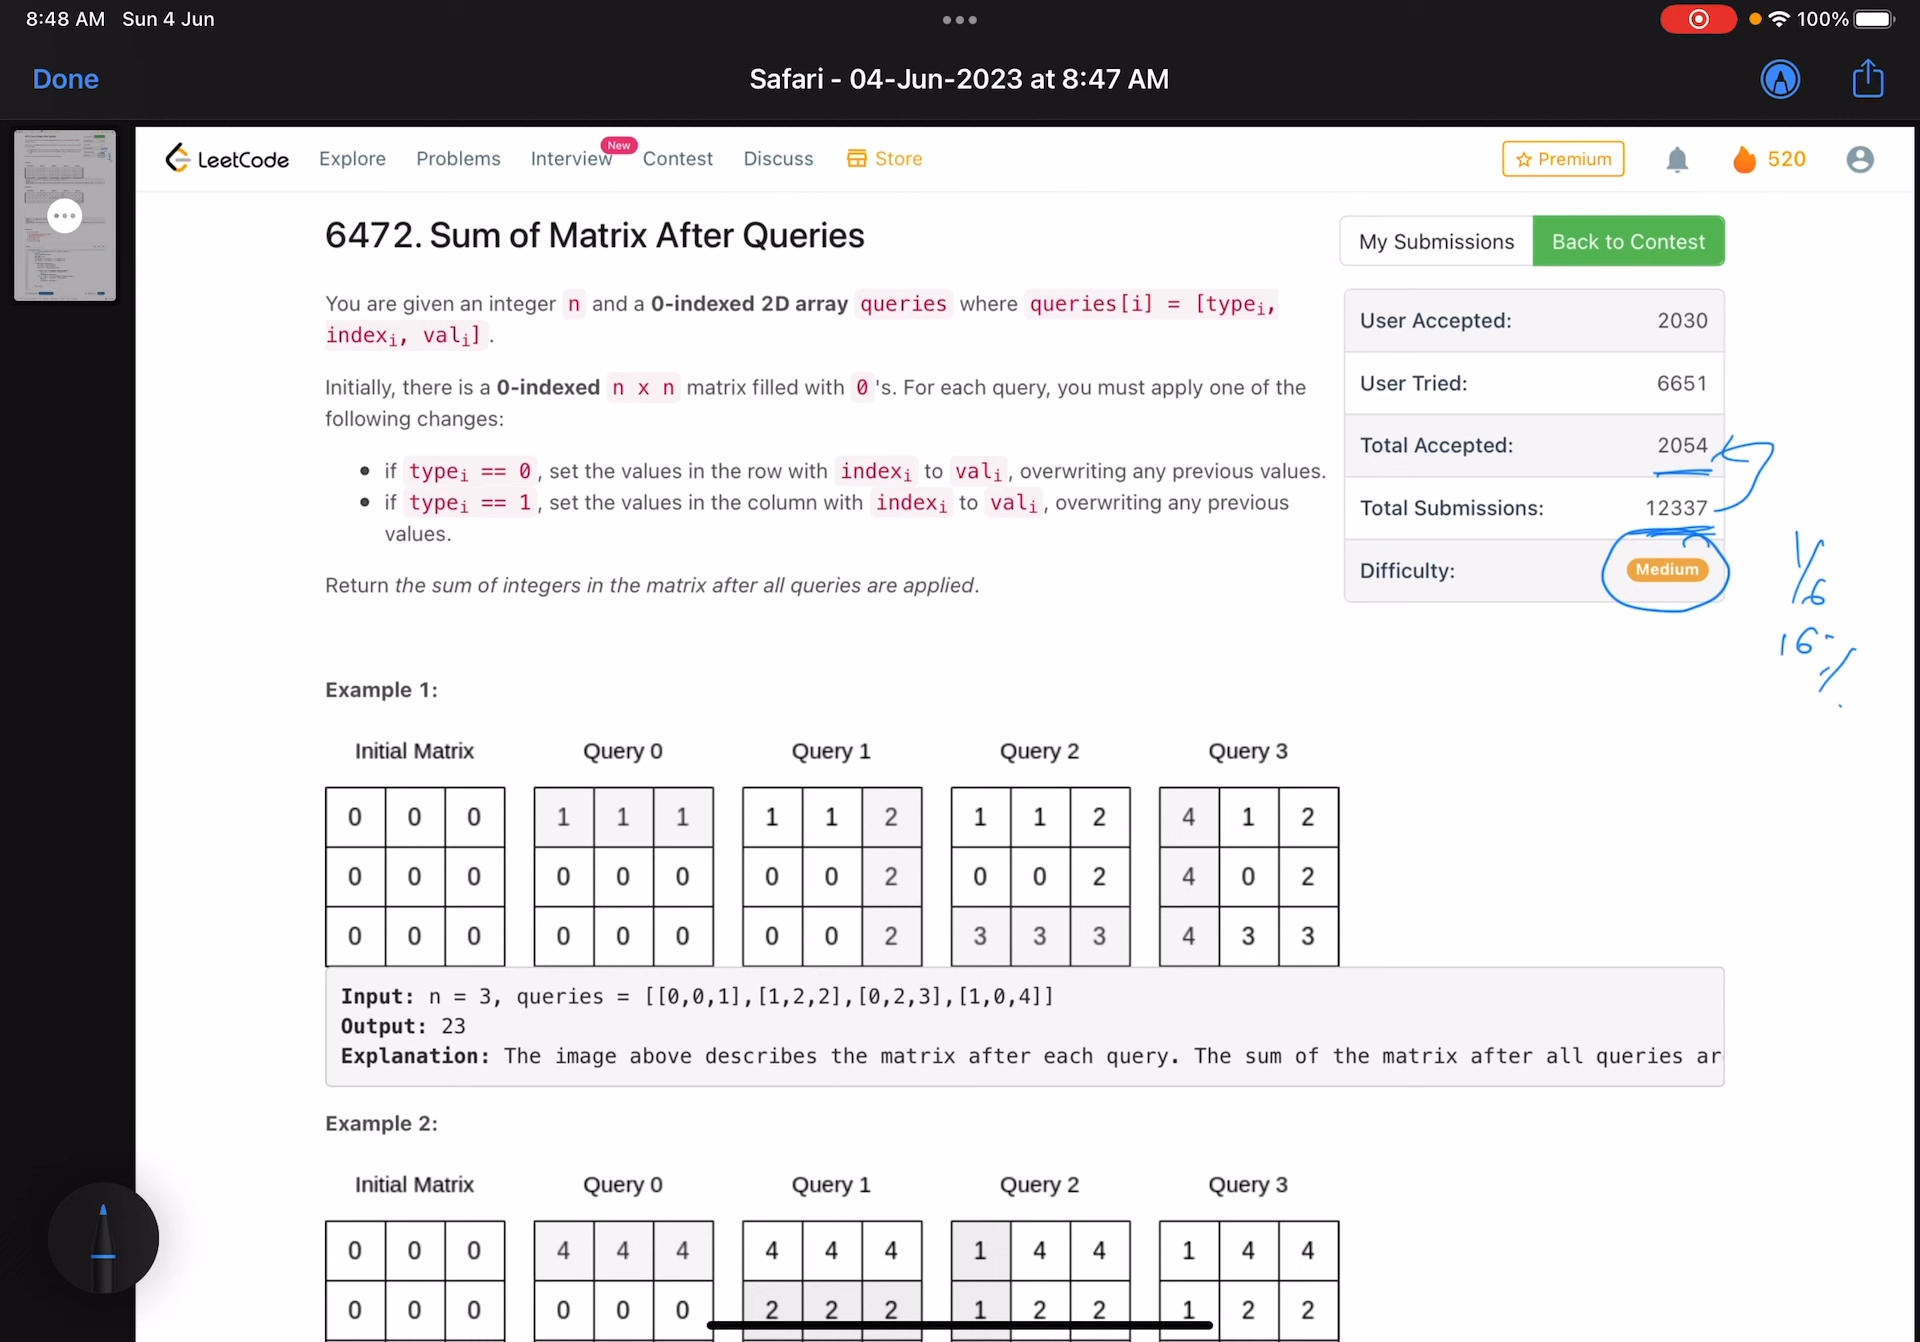 8:48 AM Sun 4 Jun
100%
Done
Safari - 04-Jun-2023 at 8:47 AM
LeetCode
Explore
Problems
Interview
New
Contest
Discuss
Store
Premium
520
6472. Sum of Matrix After Queries
My Submissions
Back to Contest
You are given an integer n and a 0-indexed 2D array queries where queries[i] = [typeᵢ,
indexᵢ, valᵢ].
Initially, there is a 0-indexed n x n matrix filled with 0's. For each query, you must apply one of the
following changes:
• if typeᵢ == 0, set the values in the row with indexᵢ to valᵢ, overwriting any previous values.
• if typeᵢ == 1, set the values in the column with indexᵢ to valᵢ, overwriting any previous
values.
Return the sum of integers in the matrix after all queries are applied.
User Accepted: 2030
User Tried: 6651
Total Accepted: 2054
Total Submissions: 12337
Difficulty: Medium
1/6
16%
Example 1:
Initial Matrix Query 0 Query 1 Query 2 Query 3
0 0 0 1 1 1 1 1 2 1 1 2 4 1 2
0 0 0 0 0 0 0 0 2 0 0 2 4 0 2
0 0 0 0 0 0 0 0 2 3 3 3 4 3 3
Input: n = 3, queries = [[0,0,1],[1,2,2],[0,2,3],[1,0,4]]
Output: 23
Explanation: The image above describes the matrix after each query. The sum of the matrix after all queries ar
Example 2:
Initial Matrix Query 0 Query 1 Query 2 Query 3
0 0 0 4 4 4 4 4 4 1 4 4 1 4 4
0 0 0 0 0 0 2 2 2 1 2 2 1 2 2